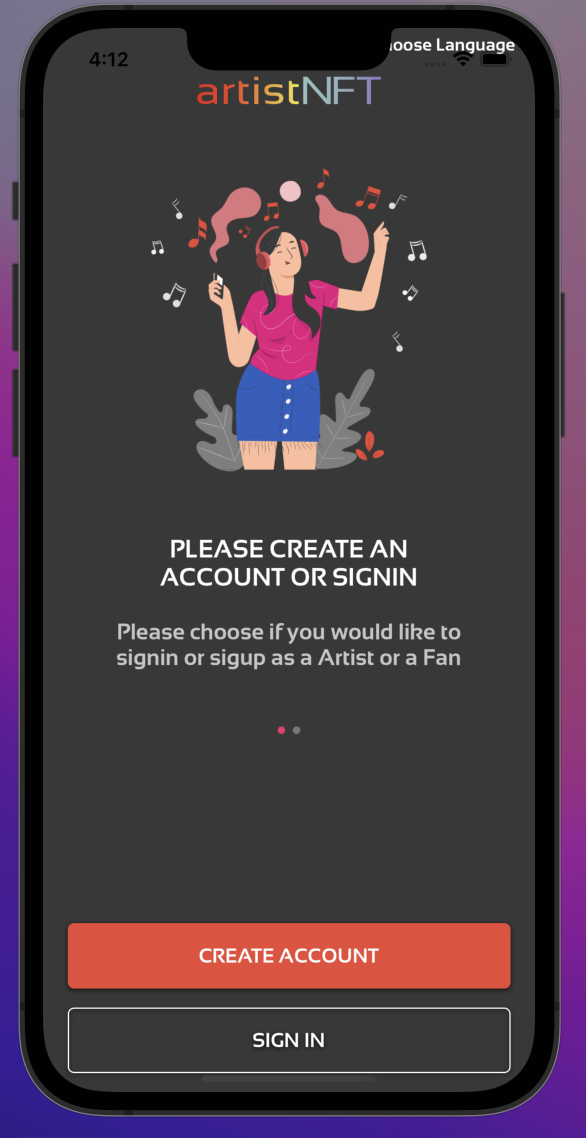 4:12
oose Language
artistNFT
PLEASE CREATE AN
ACCOUNT OR SIGNIN
Please choose if you would like to
signin or sigup as a Artist or a Fan
CREATE ACCOUNT
SIGN IN